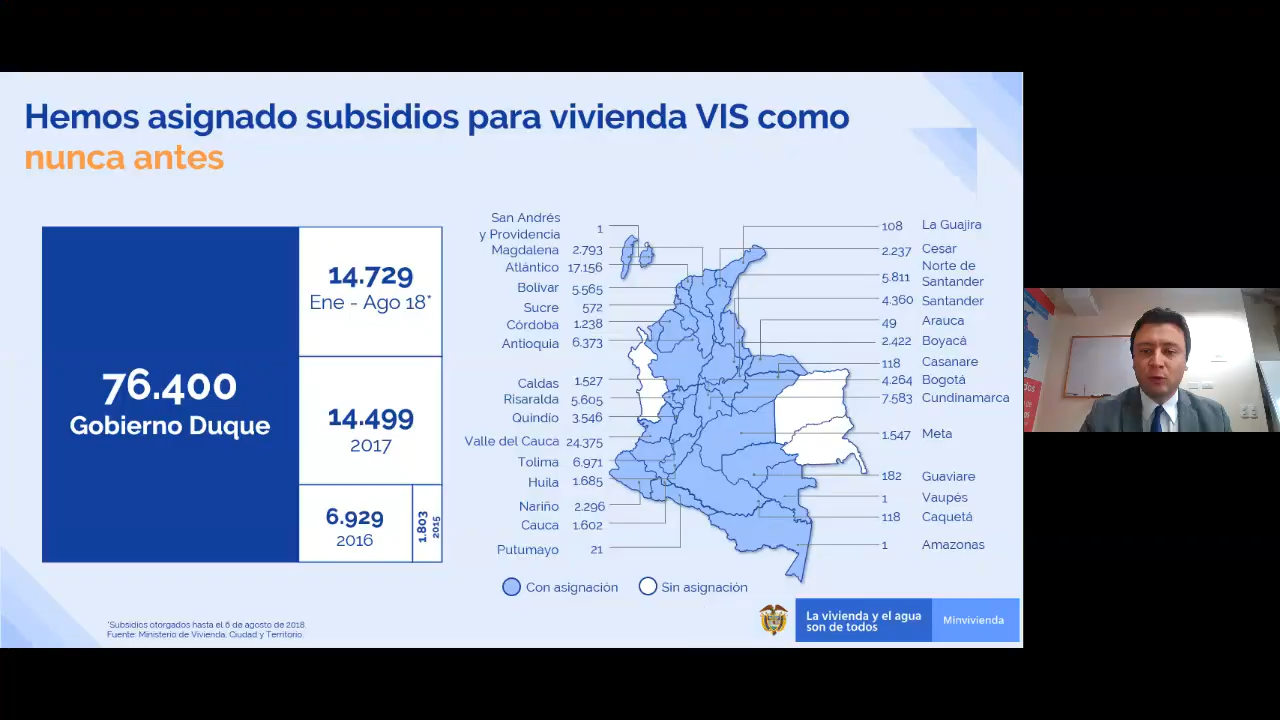 Hemos asignado subsidios para vivienda VIS como
nunca antes
76.400
Gobierno Duque
14.729
Ene - Ago 18*
14.499
2017
6.929
2016
1.803
2015
San Andrés
y Providencia 1
Magdalena 2.793
Atlántico 17.156
Bolívar 5.565
Sucre 572
Córdoba 1.238
Antioquia 6.373
Caldas 1.527
Risaralda 5.605
Quindío 3.546
Valle del Cauca 24.375
Tolima 6.971
Huila 1.685
Nariño 2.296
Cauca 1.602
Putumayo 21
108 La Guajira
2.237 Cesar
5.811 Norte de
Santander
4.360 Santander
49 Arauca
2.422 Boyacá
118 Casanare
4.264 Bogotá
7.583 Cundinamarca
1.547 Meta
182 Guaviare
1 Vaupés
118 Caquetá
1 Amazonas
Con asignación
Sin asignación
*Subsidios otorgados hasta el 6 de agosto de 2018
Fuente: Ministerio de Vivienda, Ciudad y Territorio.
La vivienda y el agua
son de todos
Minvivienda